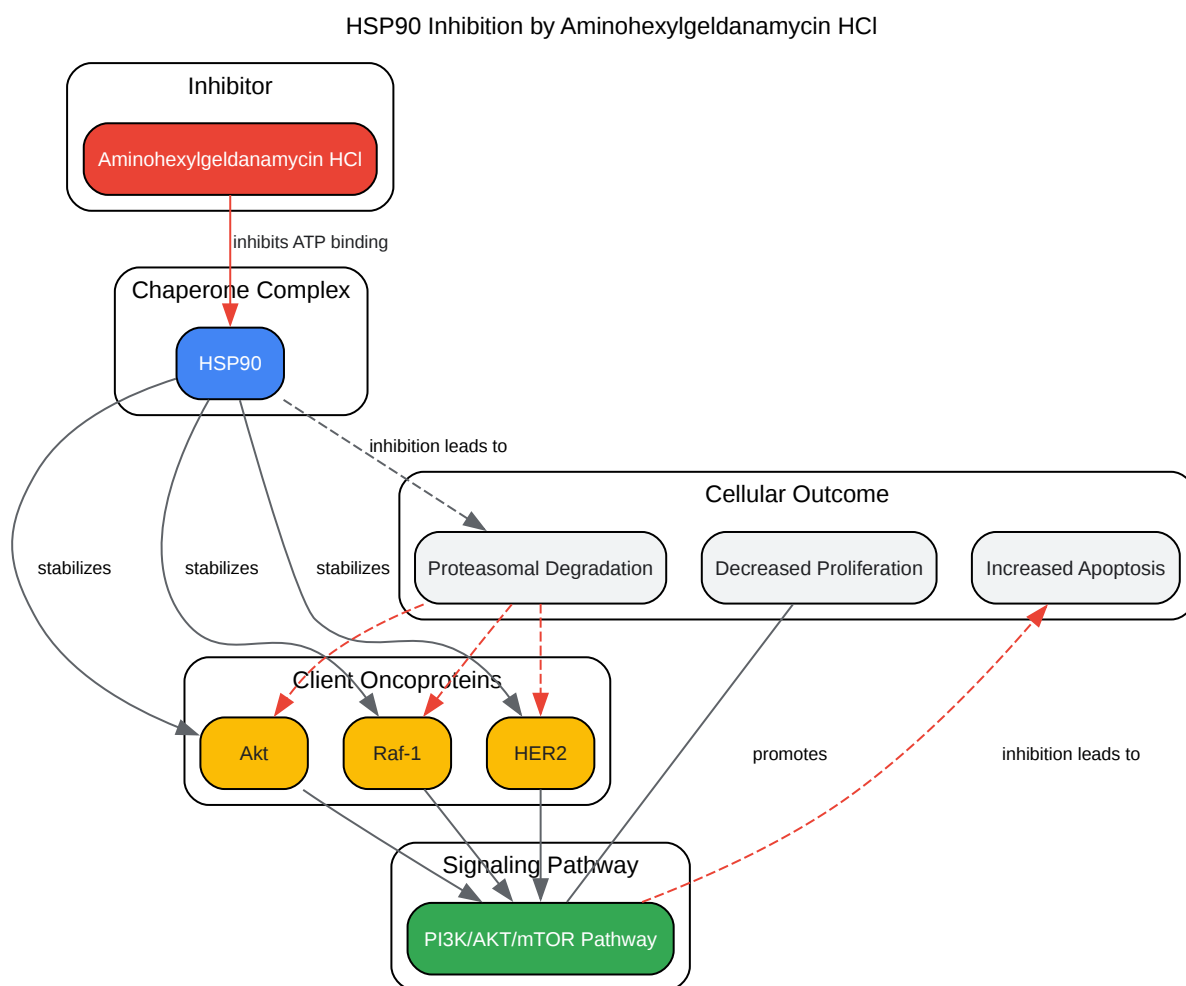 HSP90 Inhibition by Aminohexylgeldanamycin HCl
Inhibitor
Aminohexylgeldanamycin HCl
inhibits ATP binding
Chaperone Complex
HSP90
inhibition leads to
Cellular Outcome
Proteasomal Degradation
Decreased Proliferation
Increased Apoptosis
stabilizes
stabilizes
stabilizes
Client Oncoproteins
Akt
Raf-1
HER2
promotes
inhibition leads to
Signaling Pathway
PI3K/AKT/mTOR Pathway